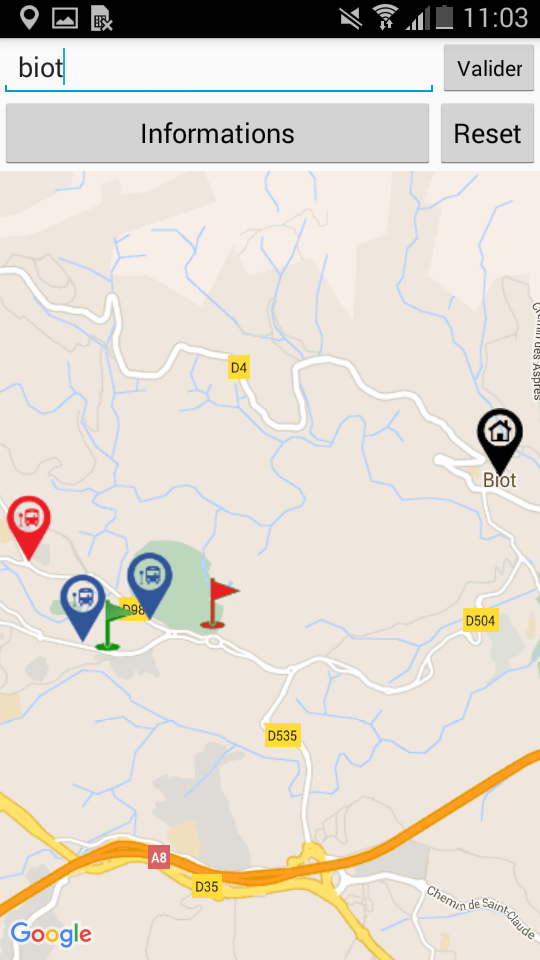 11:03
biot
Valider
Informations
Reset
D4
Chemin des Aspres
Biot
D98
D504
D535
A8
D35
Chemin de Saint-Claude
Google